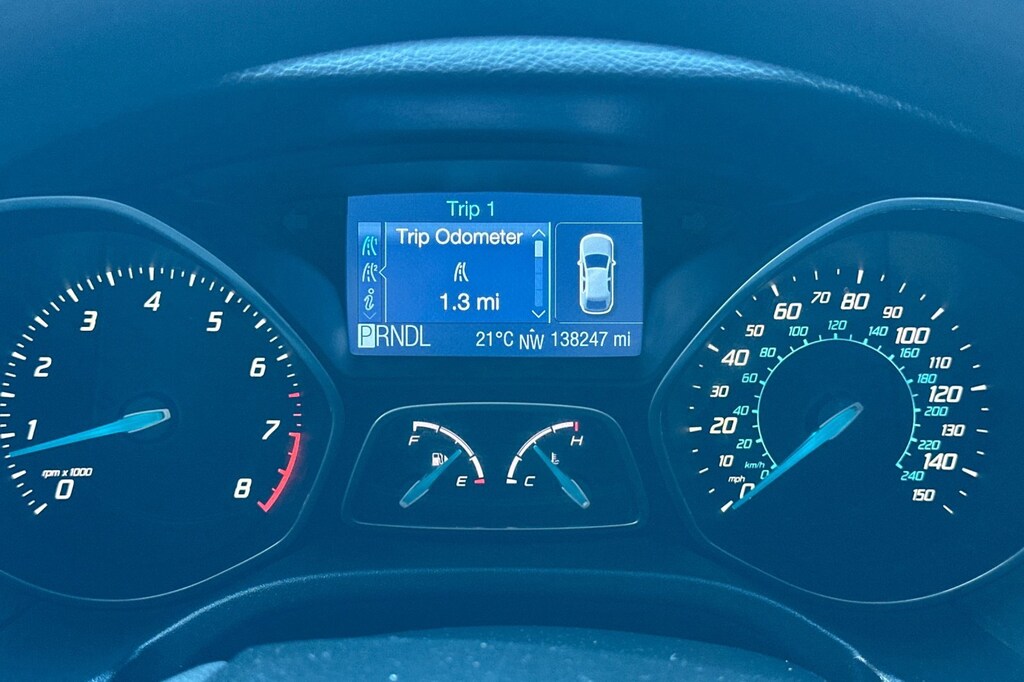 Trip 1
Trip Odometer
1.3 mi
PRNDL 21°C NW 138247 mi
0 1 2 3 4 5 6 7 8
rpm x 1000
F E
C H
0 10 20 30 40 50 60 70 80 90 100 110 120 130 140 150
mph
0 20 40 60 80 100 120 140 160 180 200 220 240
km/h